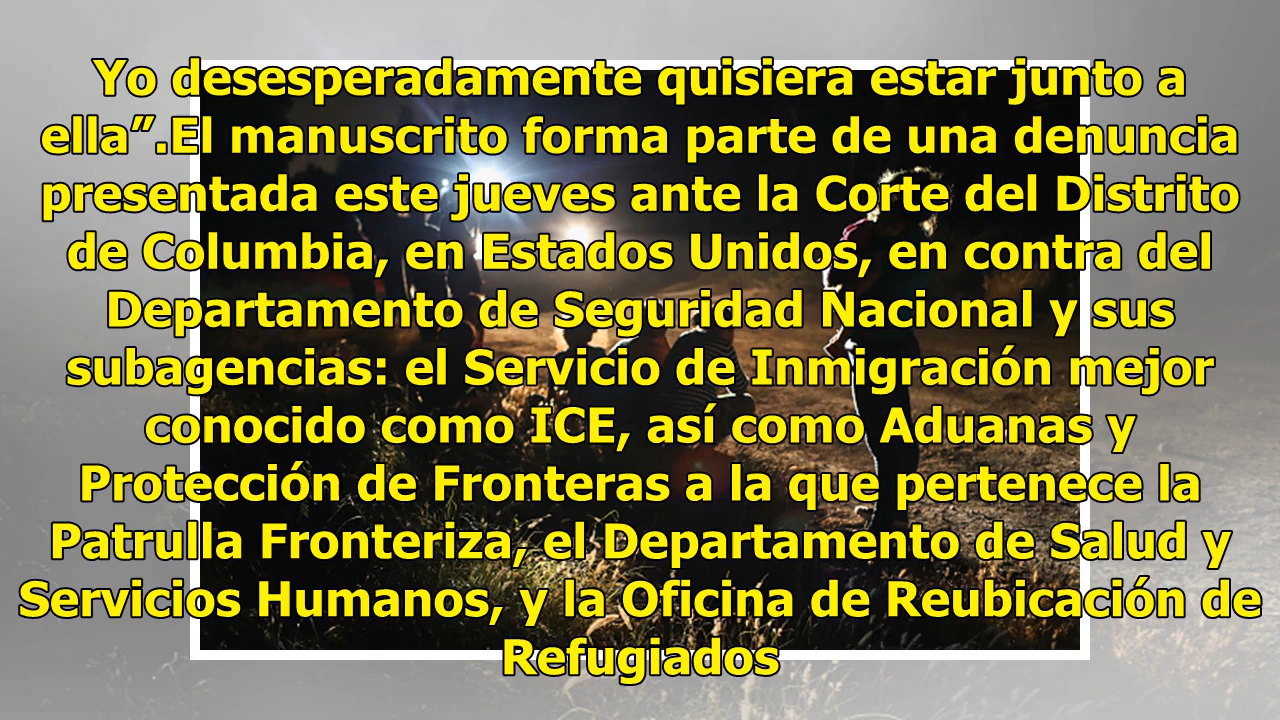 Yo desesperadamente quisiera estar junto a
ella”.El manuscrito forma parte de una denuncia
presentada este jueves ante la Corte del Distrito
de Columbia, en Estados Unidos, en contra del
Departamento de Seguridad Nacional y sus
subagencias: el Servicio de Inmigración mejor
conocido como ICE, así como Aduanas y
Protección de Fronteras a la que pertenece la
Patrulla Fronteriza, el Departamento de Salud y
Servicios Humanos, y la Oficina de Reubicación de
Refugiados